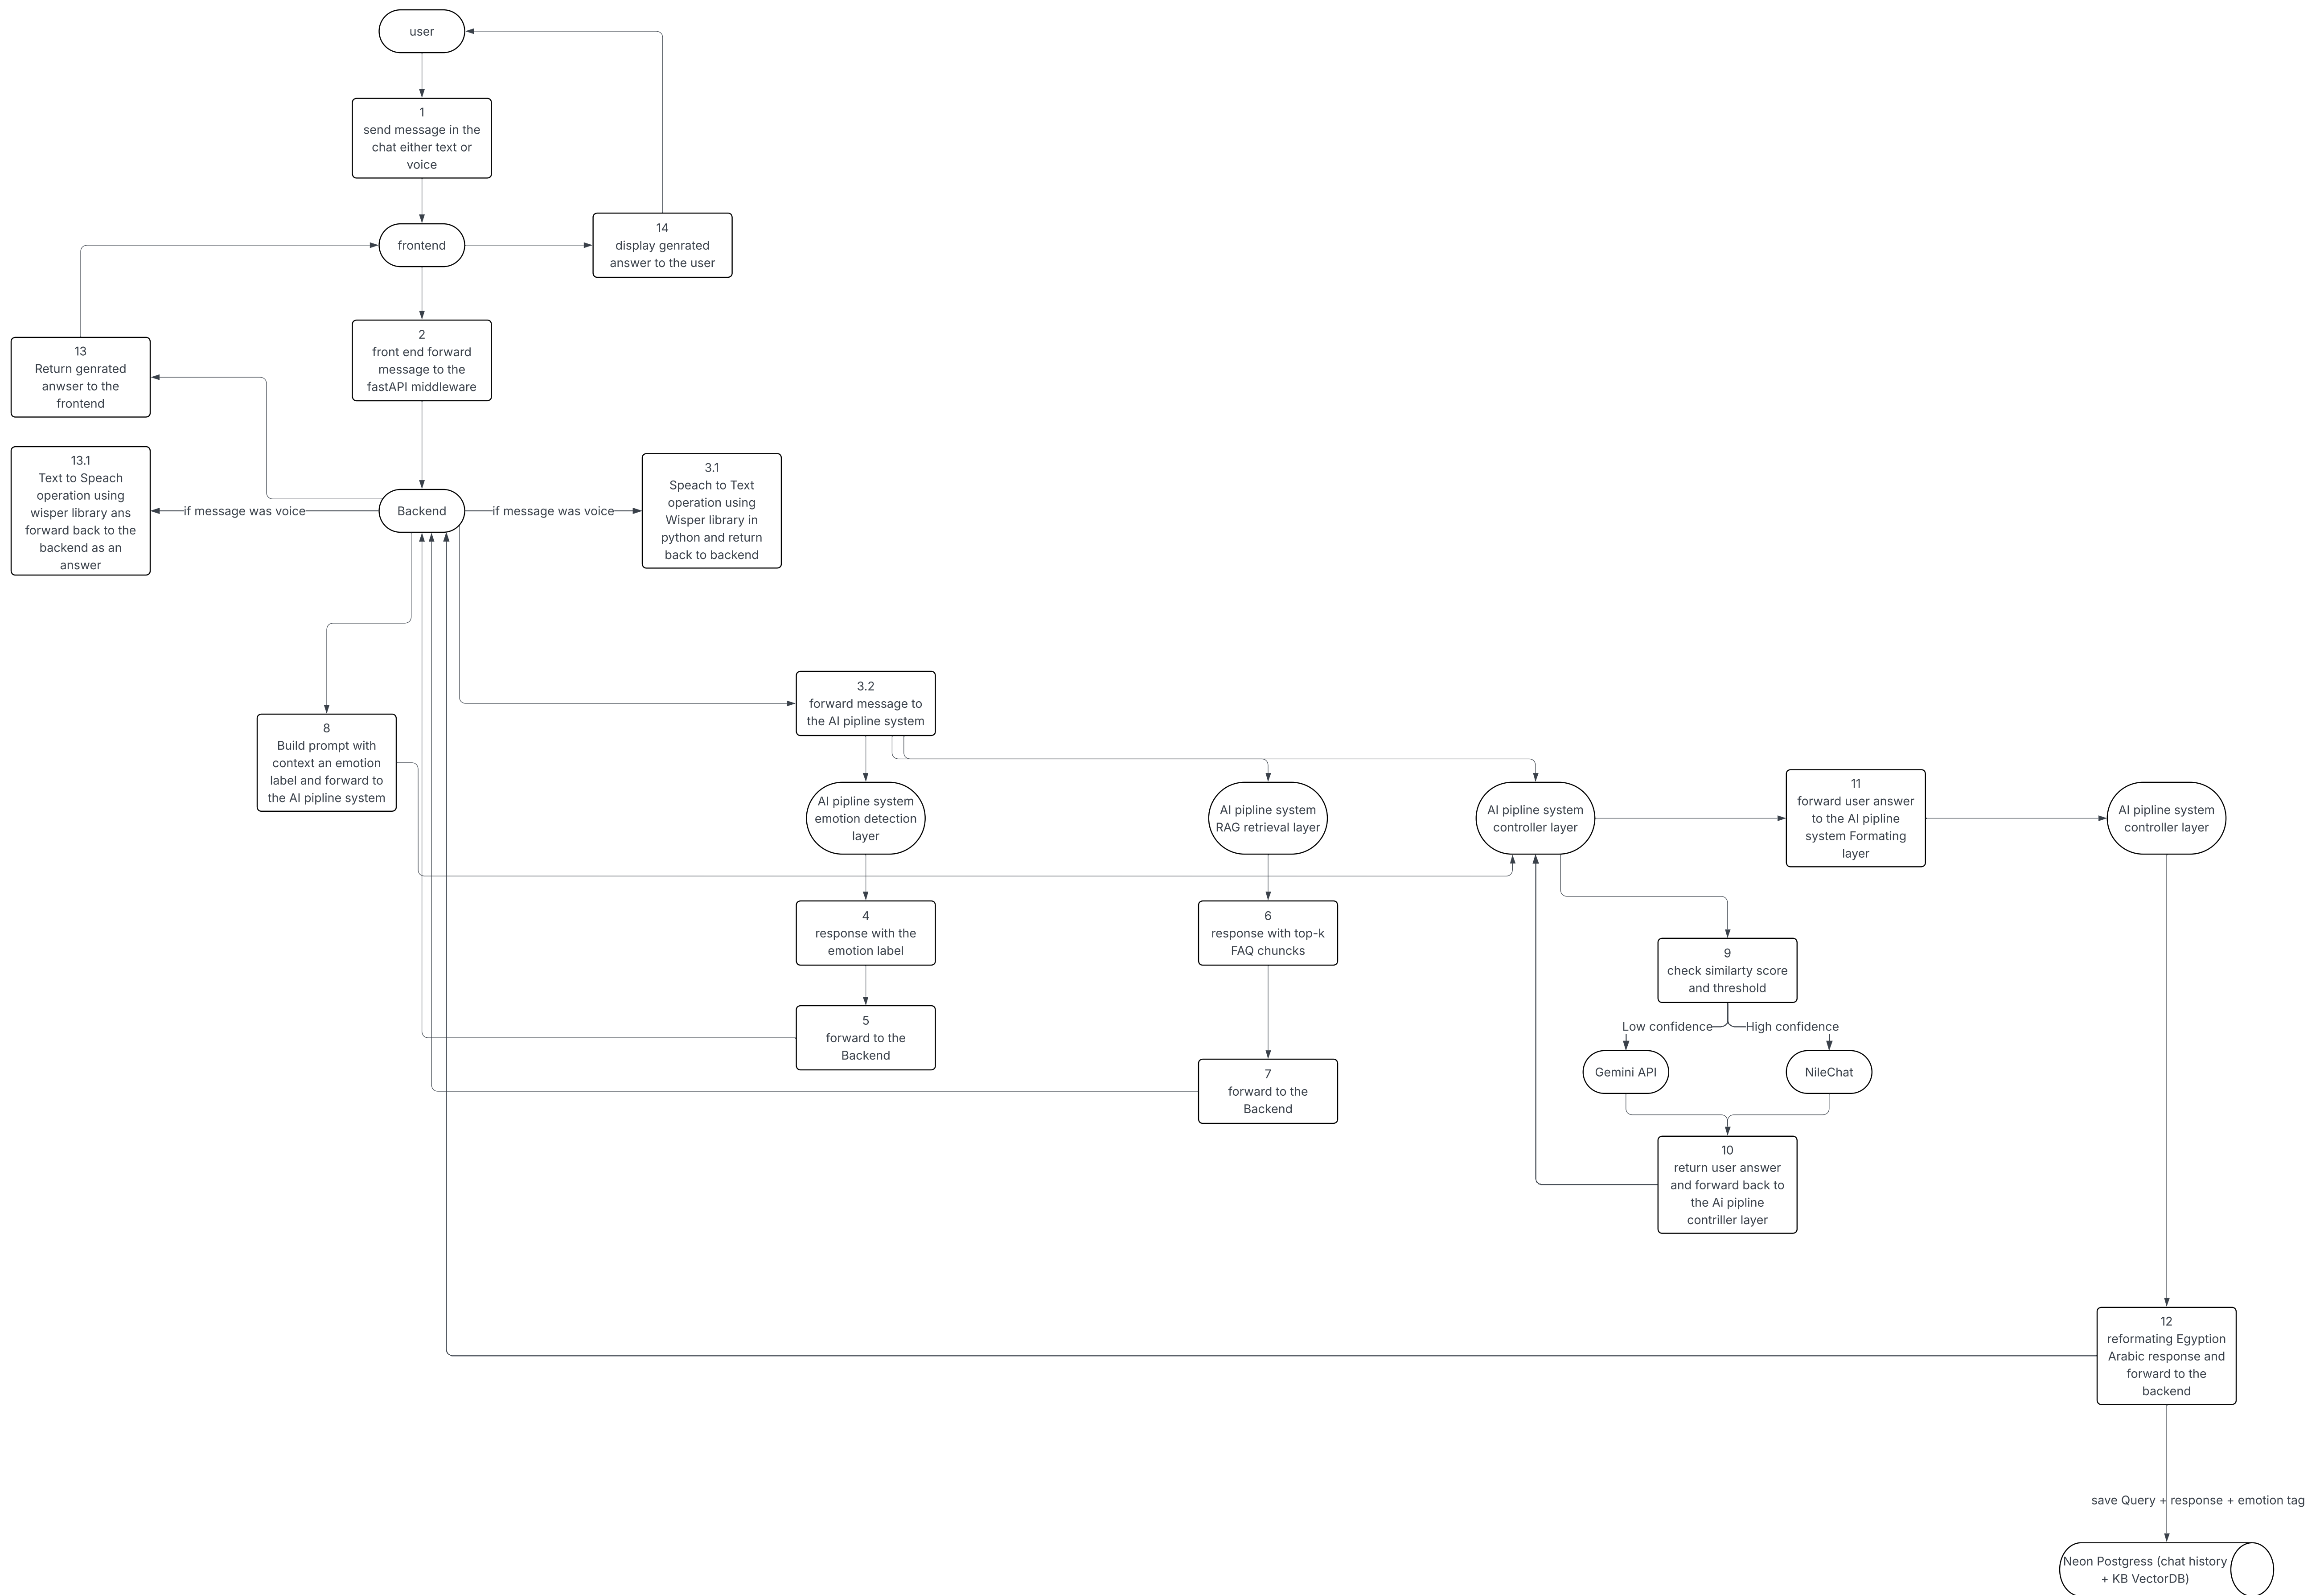 user
1
send message in the
chat either text or
voice
frontend
14
display genrated
answer to the user
2
front end forward
message to the
fastAPI middleware
13
Return genrated
anwser to the
frontend
13.1
Text to Speach
operation using
wisper library ans
forward back to the
backend as an
answer
if message was voice
Backend
if message was voice
3.1
Speach to Text
operation using
Wisper library in
python and return
back to backend
3.2
forward message to
the AI pipline system
8
Build prompt with
context an emotion
label and forward to
the AI pipline system
AI pipline system
emotion detection
layer
AI pipline system
RAG retrieval layer
AI pipline system
controller layer
11
forward user answer
to the AI pipline
system Formating
layer
AI pipline system
controller layer
4
response with the
emotion label
6
response with top-k
FAQ chuncks
9
check similarty score
and threshold
5
forward to the
Backend
Low confidence
High confidence
7
forward to the
Backend
Gemini API
NileChat
10
return user answer
and forward back to
the Ai pipline
contriller layer
12
reformating Egyption
Arabic response and
forward to the
backend
save Query + response + emotion tag
Neon Postgress (chat history
+ KB VectorDB)